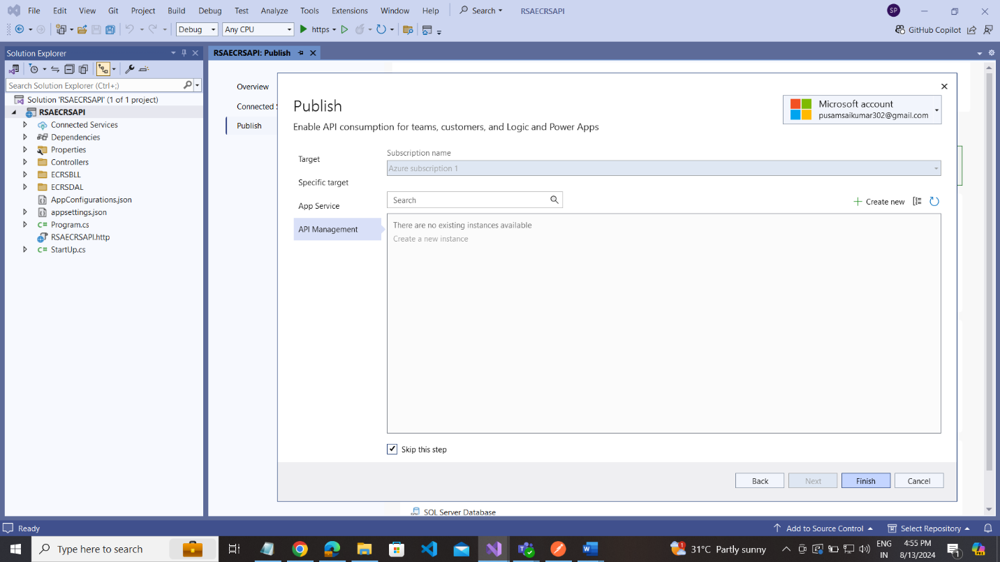 File Edit View Git Project Build Debug Test Analyze Tools Extensions Window Help Search RSAECRSAPI SP
Debug Any CPU https GitHub Copilot
Solution Explorer
RSAECRSAPI: Publish
Search Solution Explorer (Ctrl+;)
Solution 'RSAECRSAPI' (1 of 1 project)
RSAECRSAPI
Connected Services
Dependencies
Properties
Controllers
ECRSBLL
ECRSDAL
AppConfigurations.json
appsettings.json
Program.cs
RSAECRSAPI.http
StartUp.cs
Overview
Connected S
Publish
Publish
Enable API consumption for teams, customers, and Logic and Power Apps
Microsoft account
pusamsaikumar302@gmail.com
Target
Specific target
App Service
API Management
Subscription name
Azure subscription 1
Search
Create new
There are no existing instances available
Create a new instance
Skip this step
Back Next Finish Cancel
SQL Server Database
Ready Add to Source Control Select Repository
Type here to search
1
31°C Partly sunny
ENG
IN
4:55 PM
8/13/2024
1
PRE